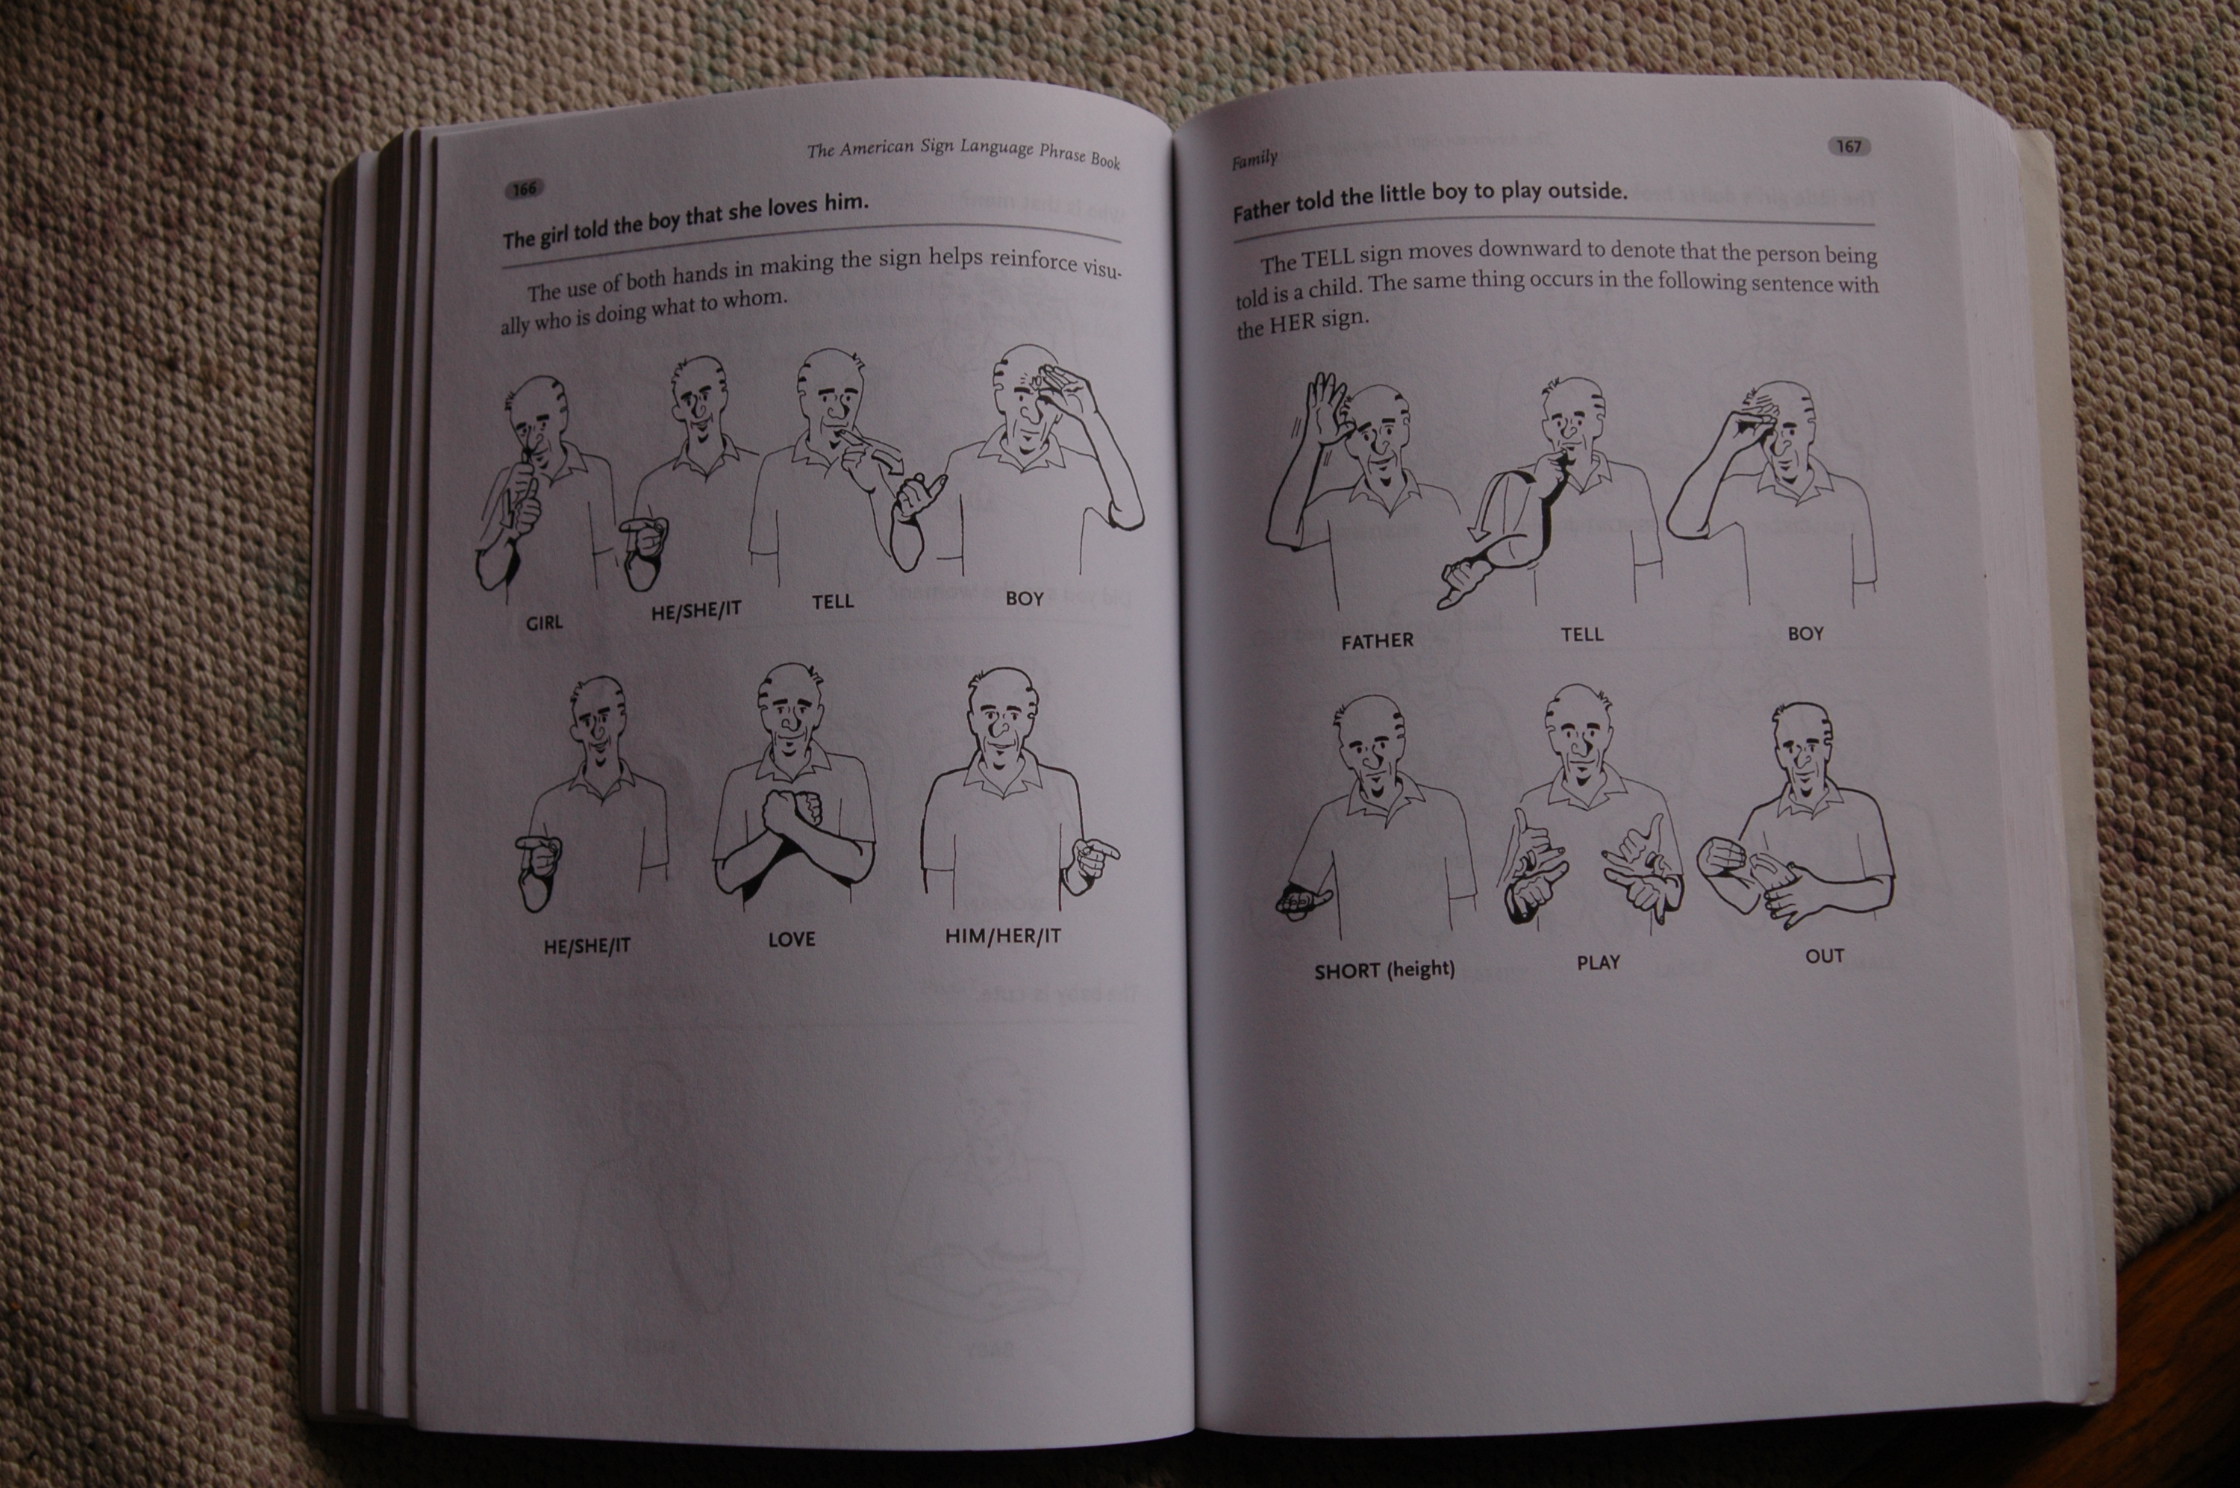 The American Sign Language Phrase Book
166
The girl told the boy that she loves him.
The use of both hands in making the sign helps reinforce visu-
ally who is doing what to whom.
GIRL HE/SHE/IT TELL BOY
HE/SHE/IT LOVE HIM/HER/IT
Family 167
Father told the little boy to play outside.
The TELL sign moves downward to denote that the person being
told is a child. The same thing occurs in the following sentence with
the HER sign.
FATHER TELL BOY
SHORT (height) PLAY OUT